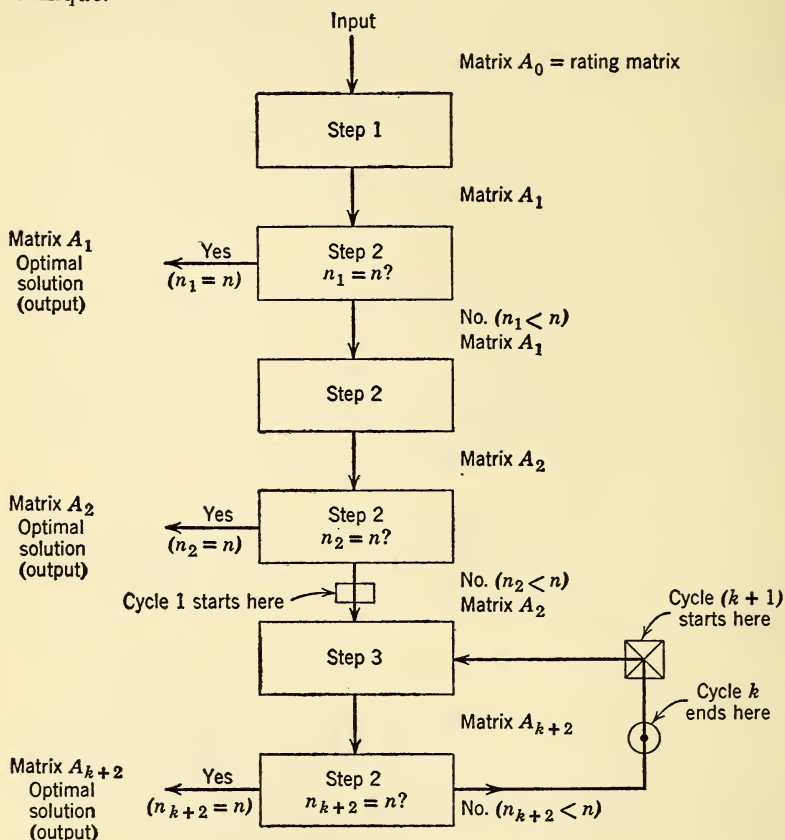 Input
Matrix A₀ = rating matrix
Step 1
Matrix A₁
Matrix A₁
Optimal
solution
(output)
Yes
(n₁ = n)
Step 2
n₁ = n?
No. (n₁ < n)
Matrix A₁
Step 2
Matrix A₂
Matrix A₂
Optimal
solution
(output)
Yes
(n₂ = n)
Step 2
n₂ = n?
No. (n₂ < n)
Matrix A₂
Cycle 1 starts here
Cycle (k + 1)
starts here
Step 3
Cycle k
ends here
Matrix Aₖ₊₂
Matrix Aₖ₊₂
Optimal
solution
(output)
Yes
(nₖ₊₂ = n)
Step 2
nₖ₊₂ = n?
No. (nₖ₊₂ < n)